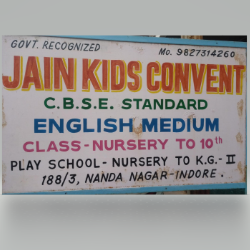 GOVT. RECOGNIZED Mo. 9827314260
JAIN KIDS CONVENT
C.B.S.E. STANDARD
ENGLISH MEDIUM
CLASS - NURSERY TO 10th
PLAY SCHOOL - NURSERY TO K.G. - II
188/3, NANDA NAGAR - INDORE.